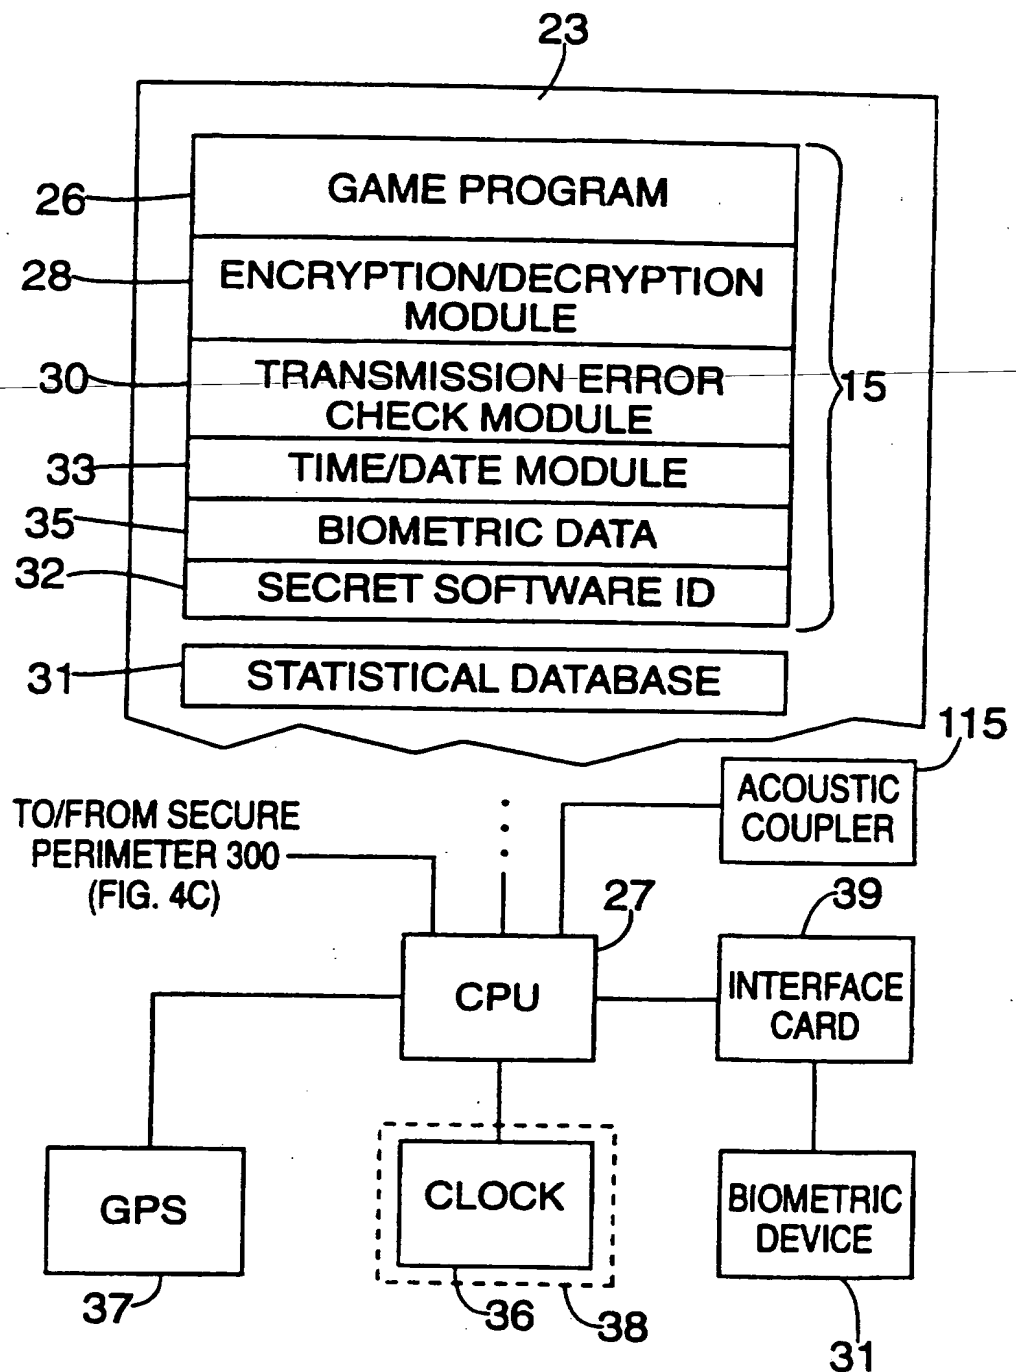 23
26
GAME PROGRAM
28
ENCRYPTION/DECRYPTION
MODULE
30
TRANSMISSION ERROR
CHECK MODULE
15
33
TIME/DATE MODULE
35
BIOMETRIC DATA
32
SECRET SOFTWARE ID
31
STATISTICAL DATABASE
115
ACOUSTIC
COUPLER
TO/FROM SECURE
PERIMETER 300
(FIG. 4C)
27
39
CPU
INTERFACE
CARD
GPS
CLOCK
BIOMETRIC
DEVICE
37
36
38
31